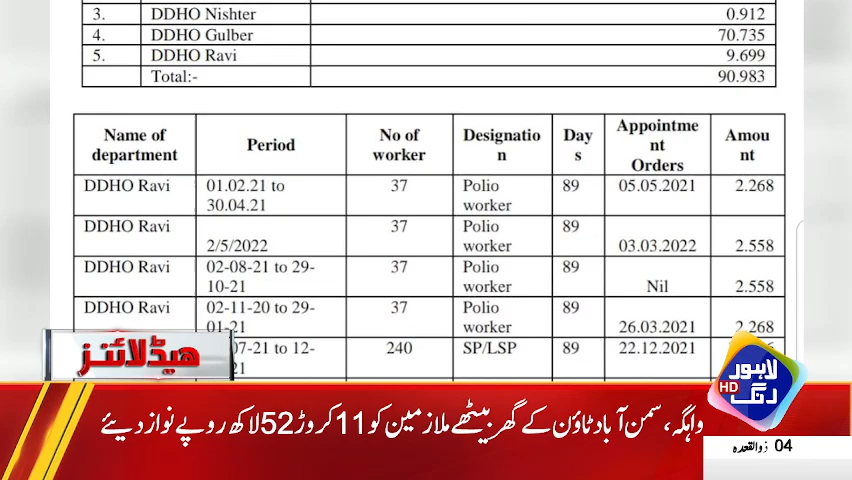 3. DDHO Nishter 0.912
4. DDHO Gulber 70.735
5. DDHO Ravi 9.699
Total:- 90.983
Name of department Period No of worker Designation Days Appointment Orders Amount
DDHO Ravi 01.02.21 to 30.04.21 37 Polio worker 89 05.05.2021 2.268
DDHO Ravi 2/5/2022 37 Polio worker 89 03.03.2022 2.558
DDHO Ravi 02-08-21 to 29-10-21 37 Polio worker 89 Nil 2.558
DDHO Ravi 02-11-20 to 29-01-21 37 Polio worker 89 26.03.2021 2.268
07-21 to 12- 240 SP/LSP 89 22.12.2021
ہیڈلائنز
لاہور رنگ HD
واہگہ، سمن آباد ٹاؤن کے گھر بیٹھے ملازمین کو 11 کروڑ 52 لاکھ روپے نواز دیئے
04 ذوالقعدہ